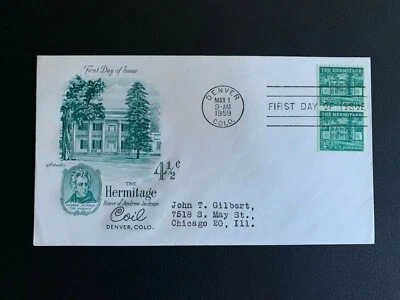 First Day of Issue
THE
Hermitage
Home of Andrew Jackson
Coil
DENVER, COLO.
4½¢
DENVER
MAY 1
9-AM
1959
COLO.
FIRST DAY OF ISSUE
THE HERMITAGE
THE HERMITAGE
John T. Gilbert,
7518 S. May St.,
Chicago 20, Ill.